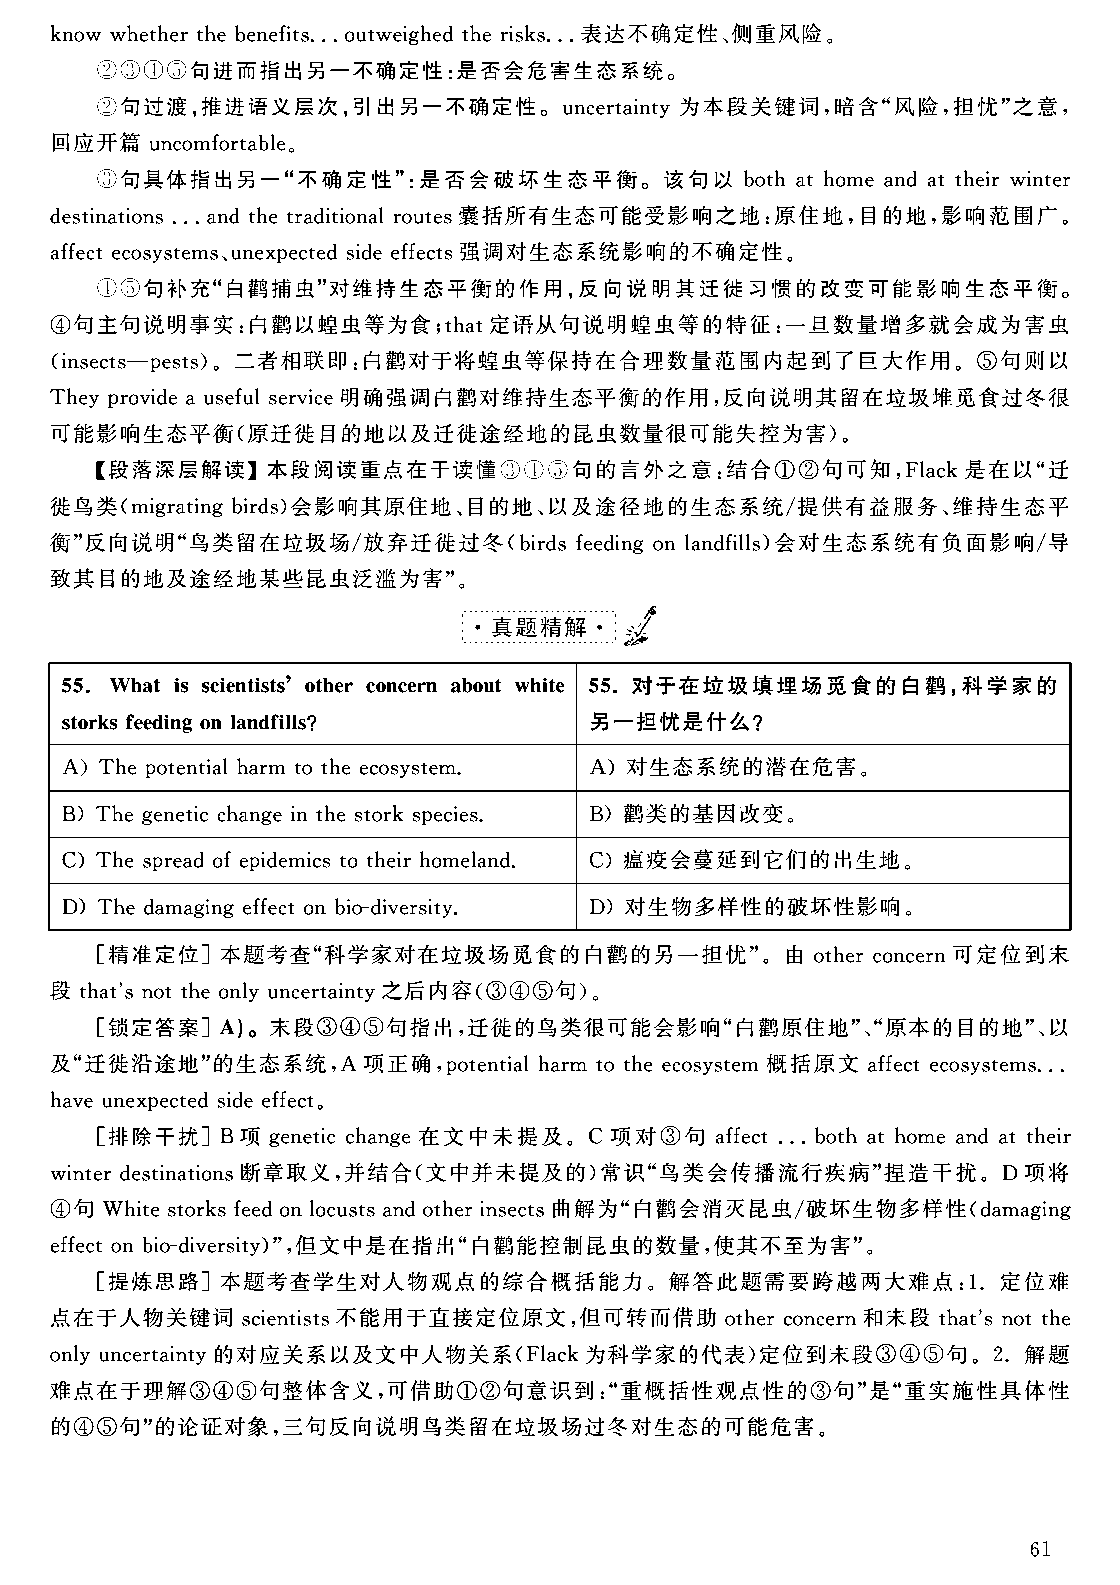 know whether the benefits...outweighed the risks...表达不确定性、侧重风险。
②③④⑤句进而指出另一不确定性:是否会危害生态系统。
②句过渡,推进语义层次,引出另一不确定性。uncertainty 为本段关键词,暗含“风险,担忧”之意,
回应开篇 uncomfortable。
③句具体指出另一“不确定性”:是否会破坏生态平衡。该句以 both at home and at their winter
destinations ...and the traditional routes 囊括所有生态可能受影响之地:原住地,目的地,影响范围广。
affect ecosystems、unexpected side effects 强调对生态系统影响的不确定性。
④⑤句补充“白鹳捕虫”对维持生态平衡的作用,反向说明其迁徙习惯的改变可能影响生态平衡。
④句主句说明事实:白鹳以蝗虫等为食;that 定语从句说明蝗虫等的特征:一旦数量增多就会成为害虫
(insects—pests)。二者相联即:白鹳对于将蝗虫等保持在合理数量范围内起到了巨大作用。⑤句则以
They provide a useful service 明确强调白鹳对维持生态平衡的作用,反向说明其留在垃圾堆觅食过冬很
可能影响生态平衡(原迁徙目的地以及迁徙途经地的昆虫数量很可能失控为害)。
【段落深层解读】本段阅读重点在于读懂③④⑤句的言外之意:结合①②句可知,Flack 是在以“迁
徙鸟类(migrating birds)会影响其原住地、目的地、以及途径地的生态系统/提供有益服务、维持生态平
衡”反向说明“鸟类留在垃圾场/放弃迁徙过冬(birds feeding on landfills)会对生态系统有负面影响/导
致其目的地及途经地某些昆虫泛滥为害”。
·真题精解·
55. What is scientists’ other concern about white
storks feeding on landfills?
55. 对于在垃圾填埋场觅食的白鹳,科学家的
另一担忧是什么?
A) The potential harm to the ecosystem.
A) 对生态系统的潜在危害。
B) The genetic change in the stork species.
B) 鹳类的基因改变。
C) The spread of epidemics to their homeland.
C) 瘟疫会蔓延到它们的出生地。
D) The damaging effect on bio-diversity.
D) 对生物多样性的破坏性影响。
[精准定位] 本题考查“科学家对在垃圾场觅食的白鹳的另一担忧”。由 other concern 可定位到末
段 that's not the only uncertainty 之后内容(③④⑤句)。
[锁定答案] A)。末段③④⑤句指出,迁徙的鸟类很可能会影响“白鹳原住地”、“原本的目的地”、以
及“迁徙沿途地”的生态系统,A 项正确,potential harm to the ecosystem 概括原文 affect ecosystems...
have unexpected side effect。
[排除干扰] B 项 genetic change 在文中未提及。C 项对③句 affect ...both at home and at their
winter destinations 断章取义,并结合(文中并未提及的)常识“鸟类会传播流行疾病”捏造干扰。D 项将
④句 White storks feed on locusts and other insects 曲解为“白鹳会消灭昆虫/破坏生物多样性(damaging
effect on bio-diversity)”,但文中是在指出“白鹳能控制昆虫的数量,使其不至为害”。
[提炼思路] 本题考查学生对人物观点的综合概括能力。解答此题需要跨越两大难点:1. 定位难
点在于人物关键词 scientists 不能用于直接定位原文,但可转而借助 other concern 和末段 that's not the
only uncertainty 的对应关系以及文中人物关系(Flack 为科学家的代表)定位到末段③④⑤句。2. 解题
难点在于理解③④⑤句整体含义,可借助①②句意识到:“重概括性观点性的③句”是“重实施性具体性
的④⑤句”的论证对象,三句反向说明鸟类留在垃圾场过冬对生态的可能危害。
61